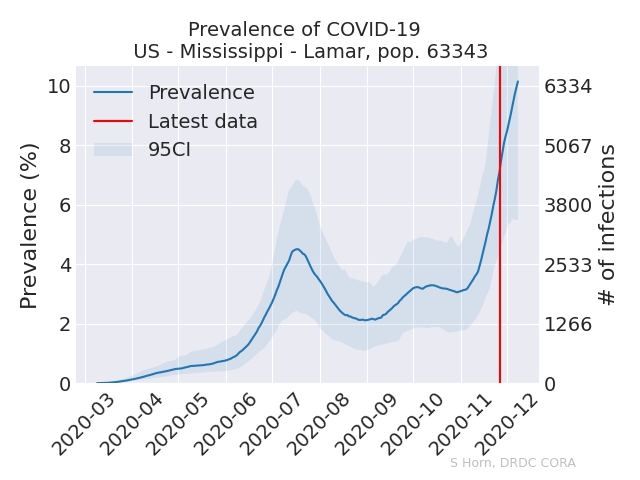 Prevalence of COVID-19
US - Mississippi - Lamar, pop. 63343
Prevalence
Latest data
95CI
Prevalence (%)
10
8
6
4
2
0
6334
5067
3800
2533
1266
0
# of infections
2020-03
2020-04
2020-05
2020-06
2020-07
2020-08
2020-09
2020-10
2020-11
2020-12
S Horn, DRDC CORA